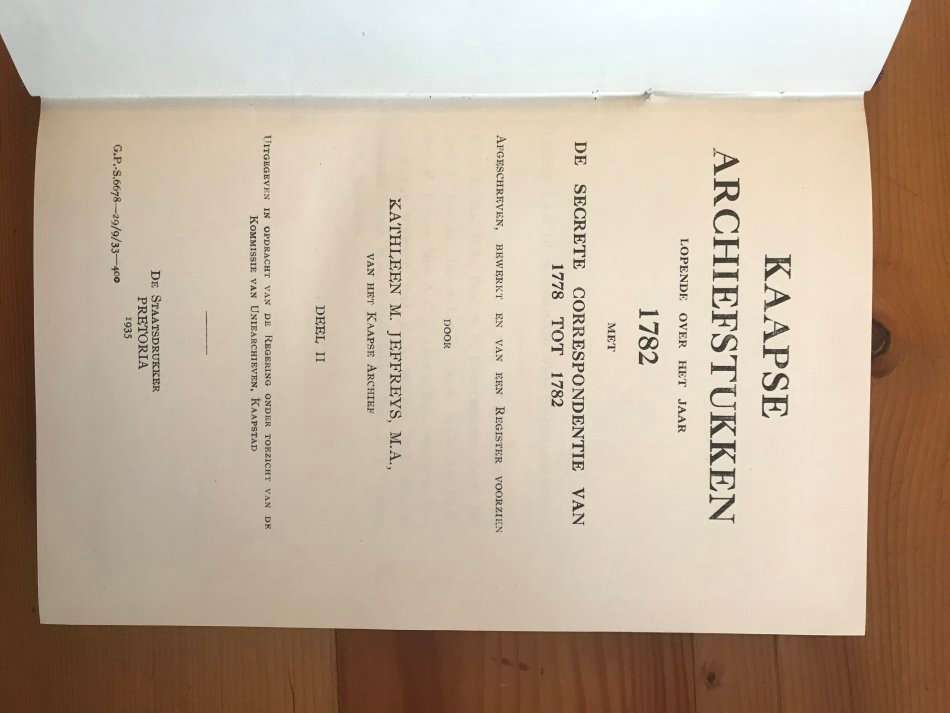 KAAPSE
ARCHIEFSTUKKEN
LOPENDE OVER HET JAAR
1782
MET
DE SECRETE CORRESPONDENTIE VAN
1778 TOT 1782
AFGESCHREVEN, BEWERKT EN VAN EEN REGISTER VOORZIEN
DOOR
KATHLEEN M. JEFFREYS, M.A.,
VAN HET KAAPSE ARCHIEF
DEEL II
UITGEGEVEN IN OPDRACHT VAN DE REGERING ONDER TOEZICHT VAN DE
KOMMISSIE VAN UNIEARCHIEVEN, KAAPSTAD
DE STAATSDRUKKER
PRETORIA
1935
G.P.-S.6678—29/9/33—400